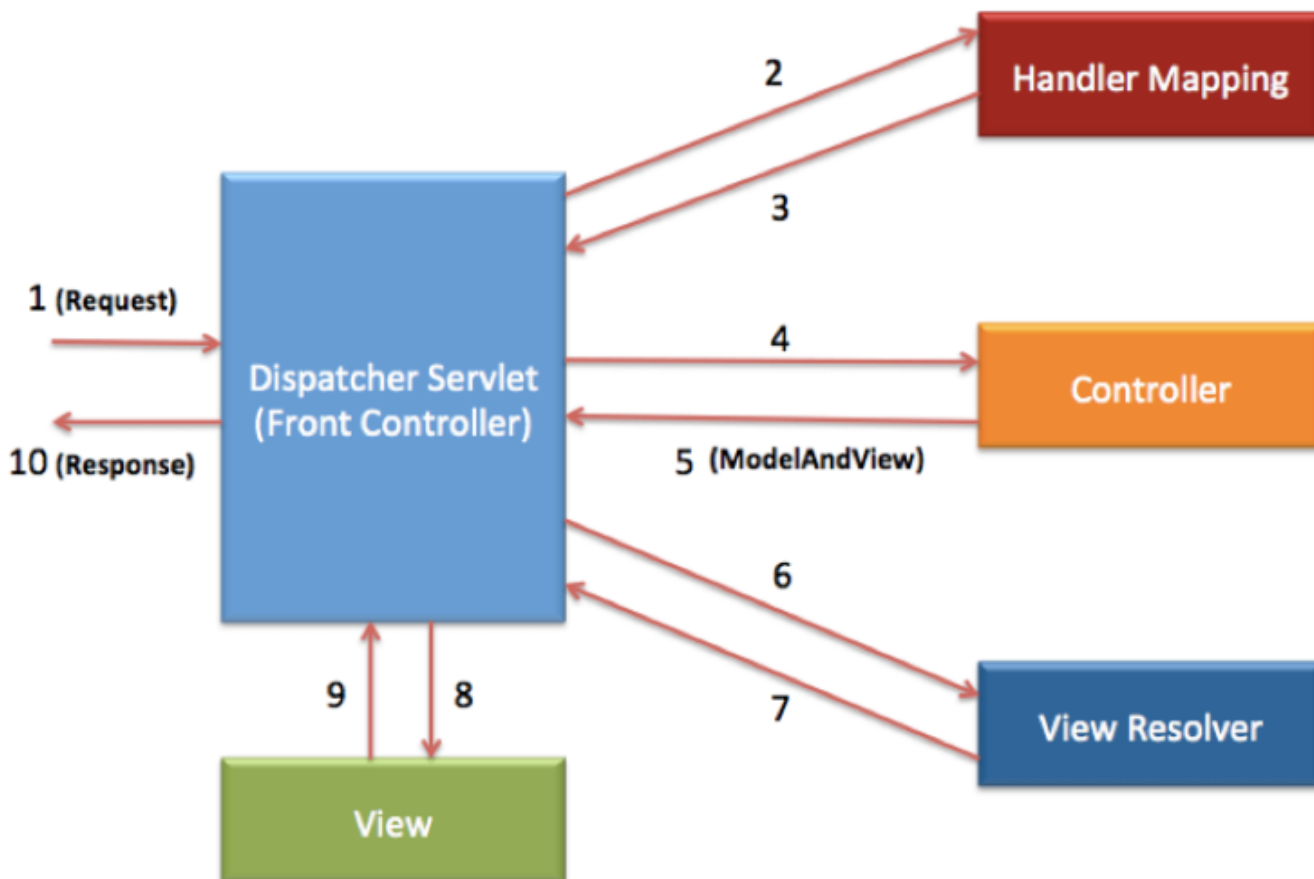 2
Handler Mapping
3
1 (Request)
4
Dispatcher Servlet
(Front Controller)
Controller
10 (Response)
5 (ModelAndView)
6
9
8
7
View Resolver
View